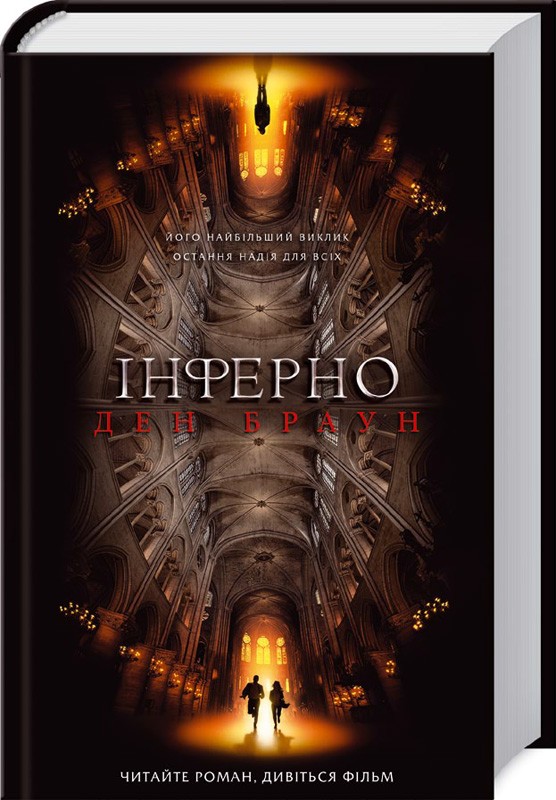 ЙОГО НАЙБІЛЬШИЙ ВИКЛИК
ОСТАННЯ НАДІЯ ДЛЯ ВСІХ
ІНФЕРНО
ДЕН БРАУН
ЧИТАЙТЕ РОМАН, ДИВІТЬСЯ ФІЛЬМ